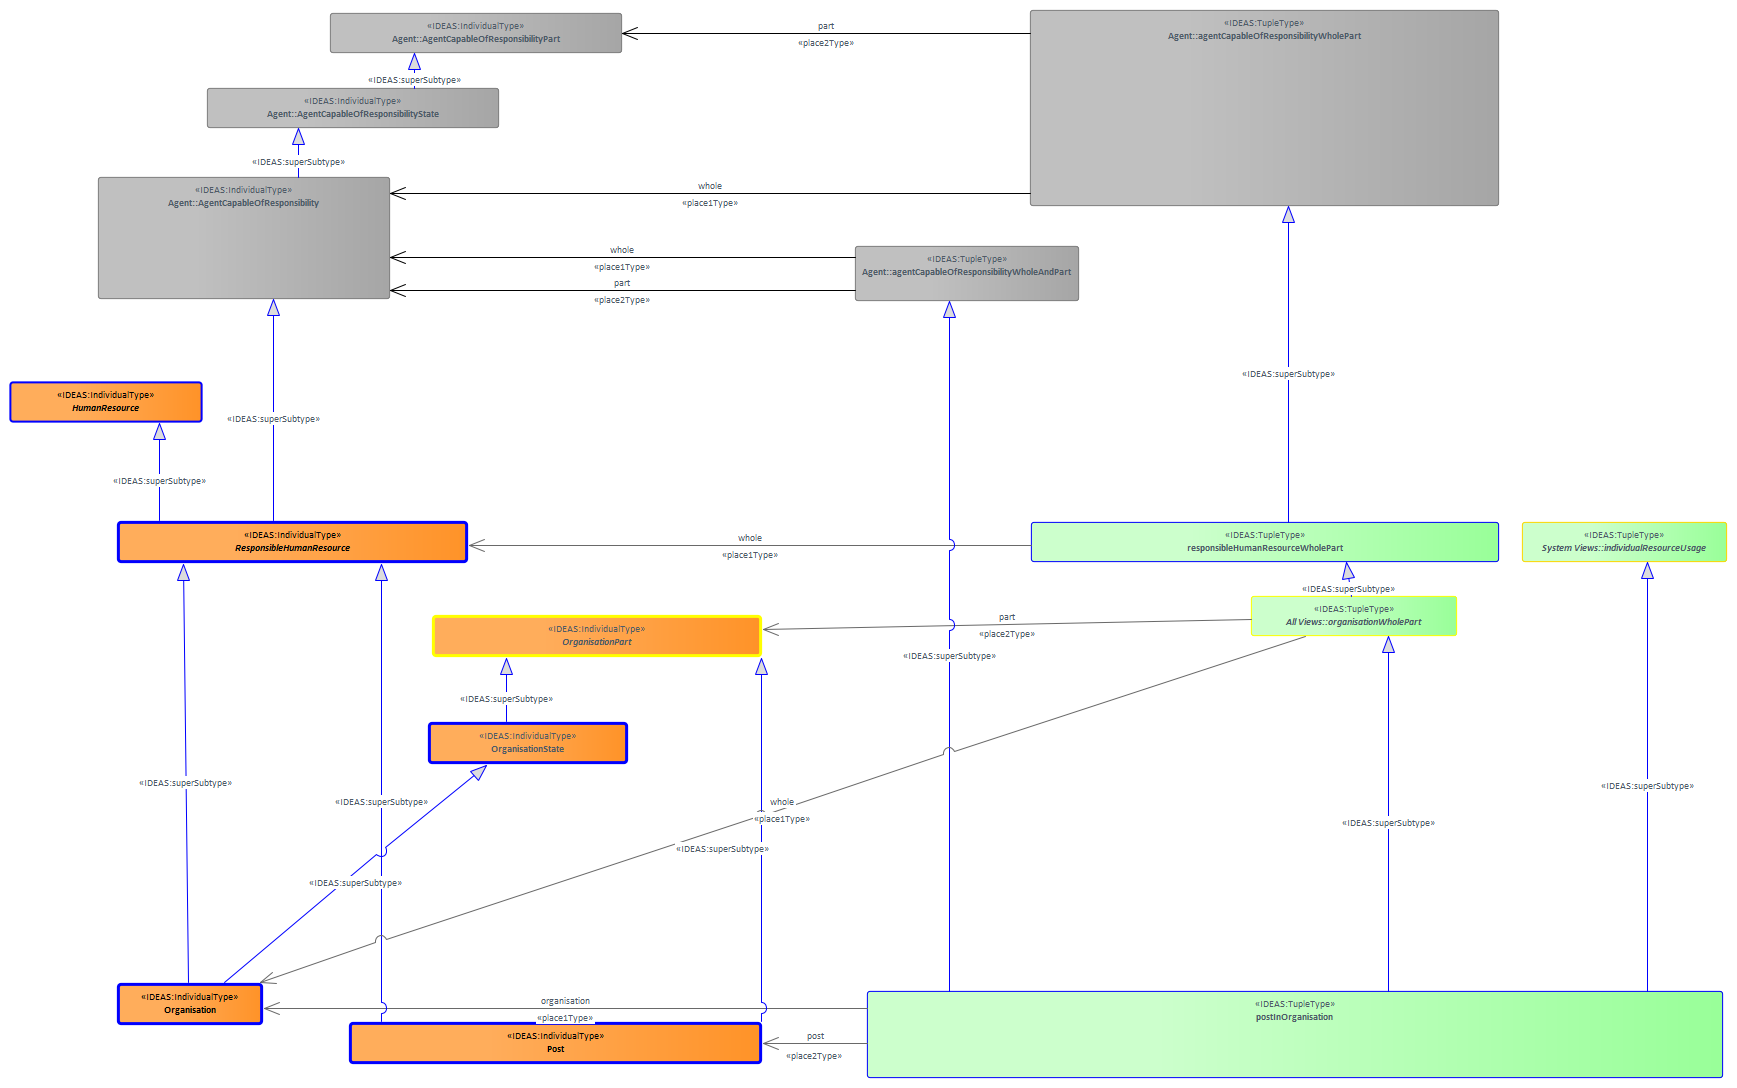 «IDEAS:IndividualType»
Agent::AgentCapableOfResponsibilityPart
part
«place2Type»
«IDEAS:TupleType»
Agent::agentCapableOfResponsibilityWholePart
«IDEAS:superSubtype»
«IDEAS:IndividualType»
Agent::AgentCapableOfResponsibilityState
«IDEAS:superSubtype»
«IDEAS:IndividualType»
Agent::AgentCapableOfResponsibility
whole
«place1Type»
whole
«place1Type»
part
«place2Type»
«IDEAS:TupleType»
Agent::agentCapableOfResponsibilityWholeAndPart
«IDEAS:superSubtype»
«IDEAS:IndividualType»
HumanResource
«IDEAS:superSubtype»
«IDEAS:superSubtype»
«IDEAS:IndividualType»
ResponsibleHumanResource
whole
«place1Type»
«IDEAS:TupleType»
responsibleHumanResourceWholePart
«IDEAS:TupleType»
System Views::individualResourceUsage
«IDEAS:superSubtype»
«IDEAS:TupleType»
All Views::organisationWholePart
part
«place2Type»
«IDEAS:IndividualType»
OrganisationPart
«IDEAS:superSubtype»
«IDEAS:superSubtype»
«IDEAS:IndividualType»
OrganisationState
«IDEAS:superSubtype»
«IDEAS:superSubtype»
whole
«place1Type»
«IDEAS:superSubtype»
«IDEAS:superSubtype»
«IDEAS:superSubtype»
«IDEAS:superSubtype»
«IDEAS:IndividualType»
Organisation
organisation
«place1Type»
«IDEAS:TupleType»
postInOrganisation
«IDEAS:IndividualType»
Post
post
«place2Type»